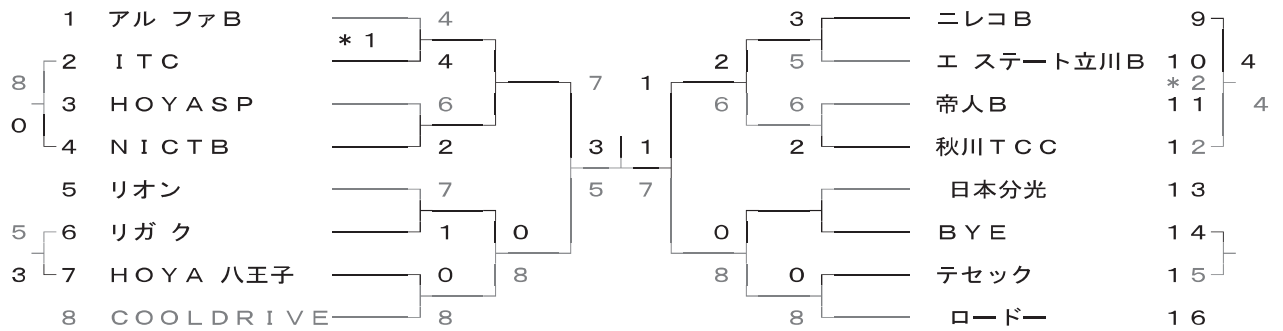 1 アル ファB 4 3 ニレコB 9
* 1
2 ITC 4 2 5 エ ステート立川B 10 4
8 7 1 * 2
3 HOYASP 6 6 6 帝人B 11 4
0
4 NICTB 2 3 1 2 秋川TCC 12
5 リオン 7 5 7 日本分光 13
5 6 リガ ク 1 0 0 BYE 14
3 7 HOYA 八王子 0 8 8 0 テセック 15
8 COOLDRIVE 8 8 ロードー 16